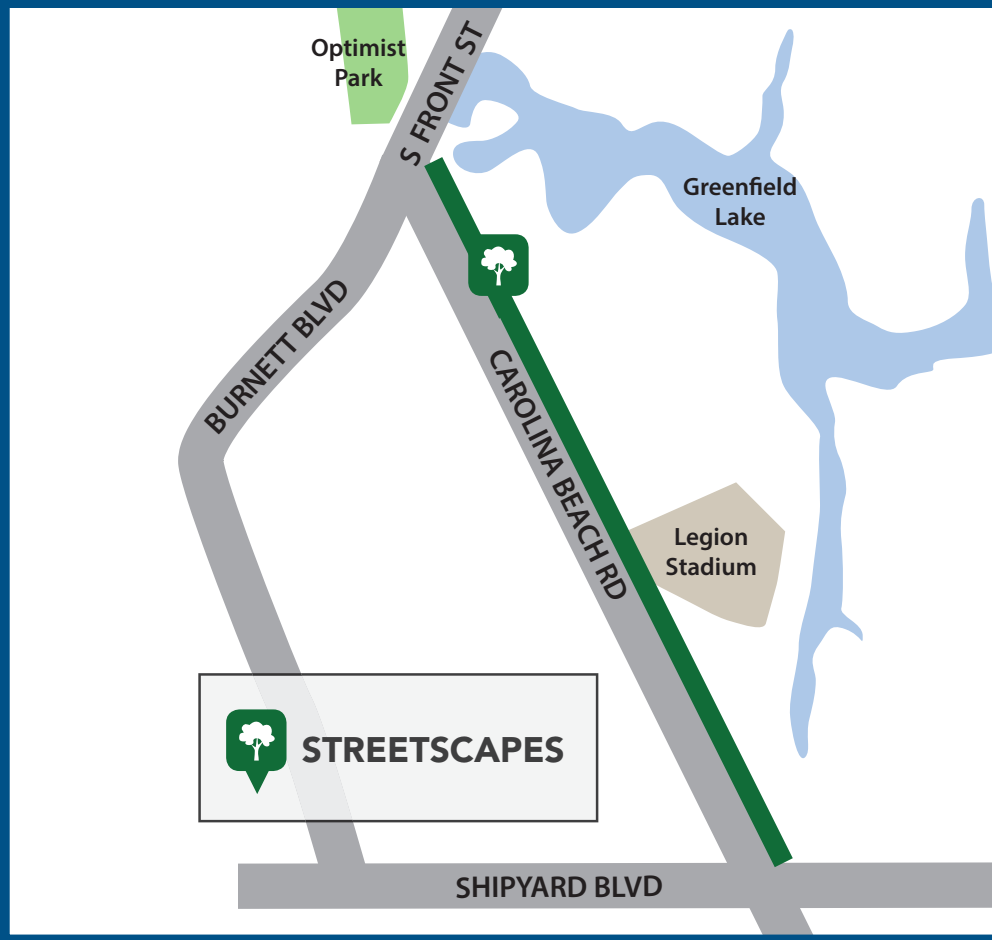 Optimist
Park
S FRONT ST
Greenfield
Lake
BURNETT BLVD
CAROLINA BEACH RD
Legion
Stadium
STREETSCAPES
SHIPYARD BLVD